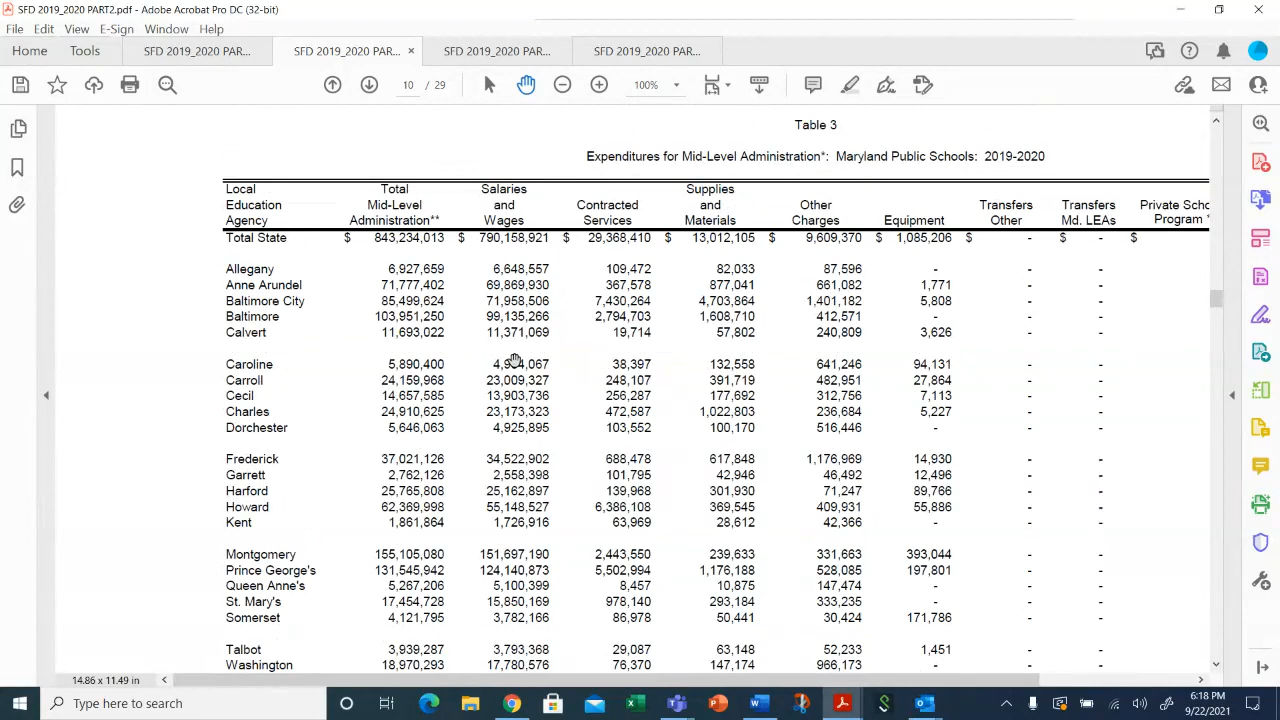 SFD 2019_2020 PART2.pdf - Adobe Acrobat Pro DC (32-bit)
File Edit View E-Sign Window Help
Home Tools SFD 2019_2020 PAR... SFD 2019_2020 PAR... × SFD 2019_2020 PAR... SFD 2019_2020 PAR...
10 / 29 100%
Table 3
Expenditures for Mid-Level Administration*: Maryland Public Schools: 2019-2020
Local Total Salaries Supplies
Education Mid-Level and Contracted and Other Transfers Transfers Private Scho
Agency Administration** Wages Services Materials Charges Equipment Other Md. LEAs Program *
Total State $ 843,234,013 $ 790,158,921 $ 29,368,410 $ 13,012,105 $ 9,609,370 $ 1,085,206 $ - $ - $
Allegany 6,927,659 6,648,557 109,472 82,033 87,596 - - -
Anne Arundel 71,777,402 69,869,930 367,578 877,041 661,082 1,771 - -
Baltimore City 85,499,624 71,958,506 7,430,264 4,703,864 1,401,182 5,808 - -
Baltimore 103,951,250 99,135,266 2,794,703 1,608,710 412,571 - - -
Calvert 11,693,022 11,371,069 19,714 57,802 240,809 3,626 - -
Caroline 5,890,400 38,397 132,558 641,246 94,131 - -
Carroll 24,159,968 23,009,327 248,107 391,719 482,951 27,864 - -
Cecil 14,657,585 13,903,736 256,287 177,692 312,756 7,113 - -
Charles 24,910,625 23,173,323 472,587 1,022,803 236,684 5,227 - -
Dorchester 5,646,063 4,925,895 103,552 100,170 516,446 - - -
Frederick 37,021,126 34,522,902 688,478 617,848 1,176,969 14,930 - -
Garrett 2,762,126 2,558,398 101,795 42,946 46,492 12,496 - -
Harford 25,765,808 25,162,897 139,968 301,930 71,247 89,766 - -
Howard 62,369,998 55,148,527 6,386,108 369,545 409,931 55,886 - -
Kent 1,861,864 1,726,916 63,969 28,612 42,366 - - -
Montgomery 155,105,080 151,697,190 2,443,550 239,633 331,663 393,044 - -
Prince George's 131,545,942 124,140,873 5,502,994 1,176,188 528,085 197,801 - -
Queen Anne's 5,267,206 5,100,399 8,457 10,875 147,474 - - -
St. Mary's 17,454,728 15,850,169 978,140 293,184 333,235 - - -
Somerset 4,121,795 3,782,166 86,978 50,441 30,424 171,786 - -
Talbot 3,939,287 3,793,368 29,087 63,148 52,233 1,451 - -
Washington 18,970,293 17,780,576 76,370 147,174 966,173 - - -
14.86 x 11.49 in
Type here to search
6:18 PM
9/22/2021